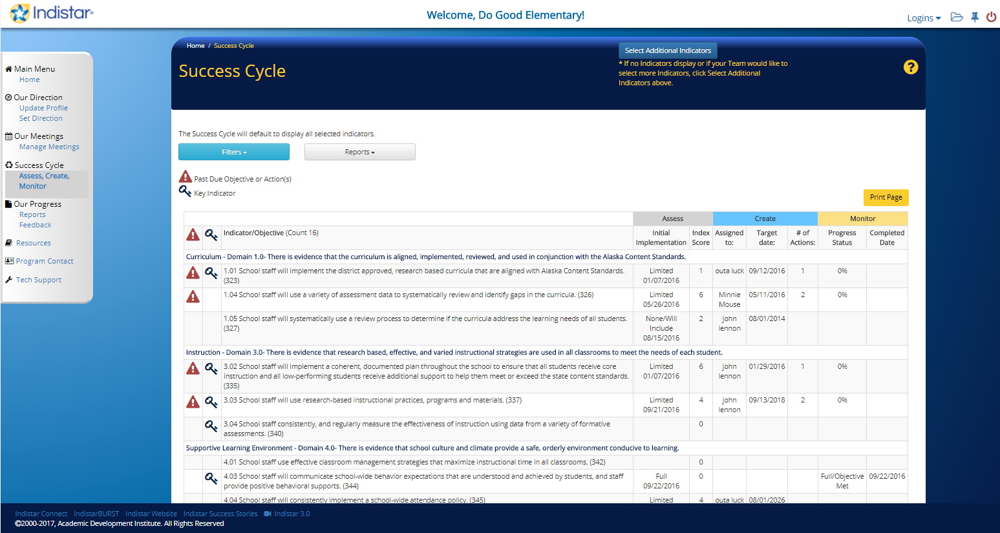 Indistar®
Welcome, Do Good Elementary!
Logins
Main Menu
Home
Our Direction
Update Profile
Set Direction
Our Meetings
Manage Meetings
Success Cycle
Assess, Create,
Monitor
Our Progress
Reports
Feedback
Resources
Program Contact
Tech Support
Home / Success Cycle
Success Cycle
Select Additional Indicators
* If no Indicators display or if your Team would like to
select more Indicators, click Select Additional
Indicators above.
?
The Success Cycle will default to display all selected indicators.
Filters
Reports
Past Due Objective or Action(s)
Key Indicator
Print Page
Assess Create Monitor
Indicator/Objective (Count 16) Initial Index Assigned Target # of Progress Completed
Implementation Score to: date: Actions: Status Date
Curriculum - Domain 1.0- There is evidence that the curriculum is aligned, implemented, reviewed, and used in conjunction with the Alaska Content Standards.
1.01 School staff will implement the district approved, research based curricula that are aligned with Alaska Content Standards. Limited 1 outa luck 09/12/2016 1 0%
(323) 01/07/2016
1.04 School staff will use a variety of assessment data to systematically review and identify gaps in the curricula. (326) Limited 6 Minnie 05/11/2016 2 0%
05/26/2016 Mouse
1.05 School staff will systematically use a review process to determine if the curricula address the learning needs of all students. None/Will 2 john 08/01/2014
(327) Include lennon
08/15/2016
Instruction - Domain 3.0- There is evidence that research based, effective, and varied instructional strategies are used in all classrooms to meet the needs of each student.
3.02 School staff will implement a coherent, documented plan throughout the school to ensure that all students receive core Limited 6 john 01/29/2016 1 0%
instruction and all low-performing students receive additional support to help them meet or exceed the state content standards. 01/07/2016 lennon
(335)
3.03 School staff will use research-based instructional practices, programs and materials. (337) Limited 4 john 09/13/2018 2 0%
09/21/2016 lennon
3.04 School staff consistently, and regularly measure the effectiveness of instruction using data from a variety of formative 0
assessments. (340)
Supportive Learning Environment - Domain 4.0- There is evidence that school culture and climate provide a safe, orderly environment conducive to learning.
4.01 School staff use effective classroom management strategies that maximize instructional time in all classrooms. (342) 0
4.03 School staff will communicate school-wide behavior expectations that are understood and achieved by students, and staff Full 0 Full/Objective 09/22/2016
provide positive behavioral supports. (344) 09/22/2016 Met
4.04 School staff will consistently implement a school-wide attendance policy. (345) Limited 4 outa luck 08/01/2026
Indistar Connect IndistarBURST Indistar Website Indistar Success Stories Indistar 3.0
©2000-2017, Academic Development Institute. All Rights Reserved